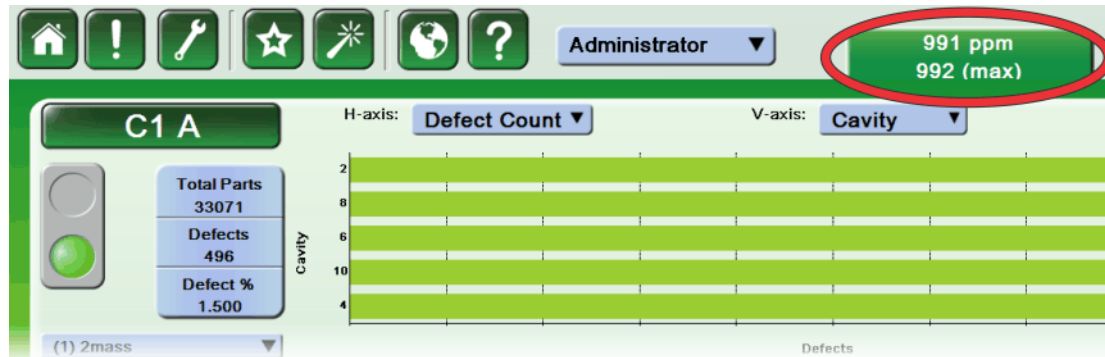 Administrator ▼
991 ppm
992 (max)
C1 A
H-axis: Defect Count ▼
V-axis: Cavity ▼
Total Parts
33071
Defects
496
Defect %
1.500
Cavity
2
8
6
10
4
(1) 2mass ▼
Defects